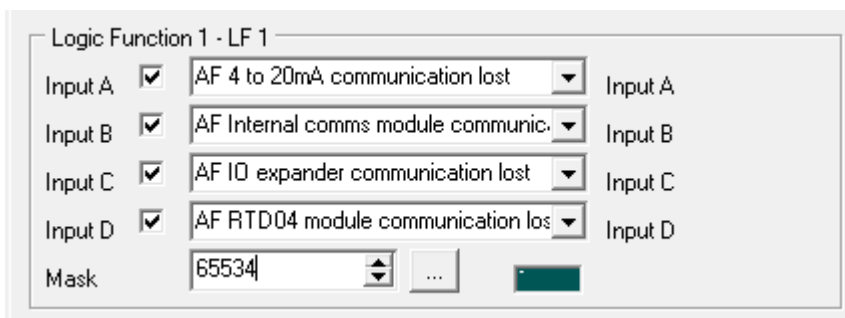 Logic Function 1 - LF 1
Input A AF 4 to 20mA communication lost Input A
Input B AF Internal comms module communic. Input B
Input C AF IO expander communication lost Input C
Input D AF RTD04 module communication los Input D
Mask 65534 ...